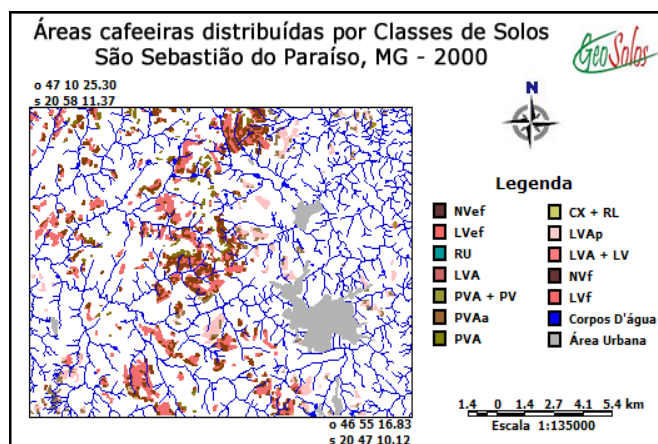 Áreas cafeeiras distribuídas por Classes de Solos
São Sebastião do Paraíso, MG - 2000
GeoSolos
o 47 10 25.30
s 20 58 11.37
N
Legenda
NVef
LVef
RU
LVA
PVA + PV
PVAa
PVA
CX + RL
LVAp
LVA + LV
NVf
LVf
Corpos D'água
Área Urbana
1.4 0 1.4 2.7 4.1 5.4 km
Escala 1:135000
o 46 55 16.83
s 20 47 10.12